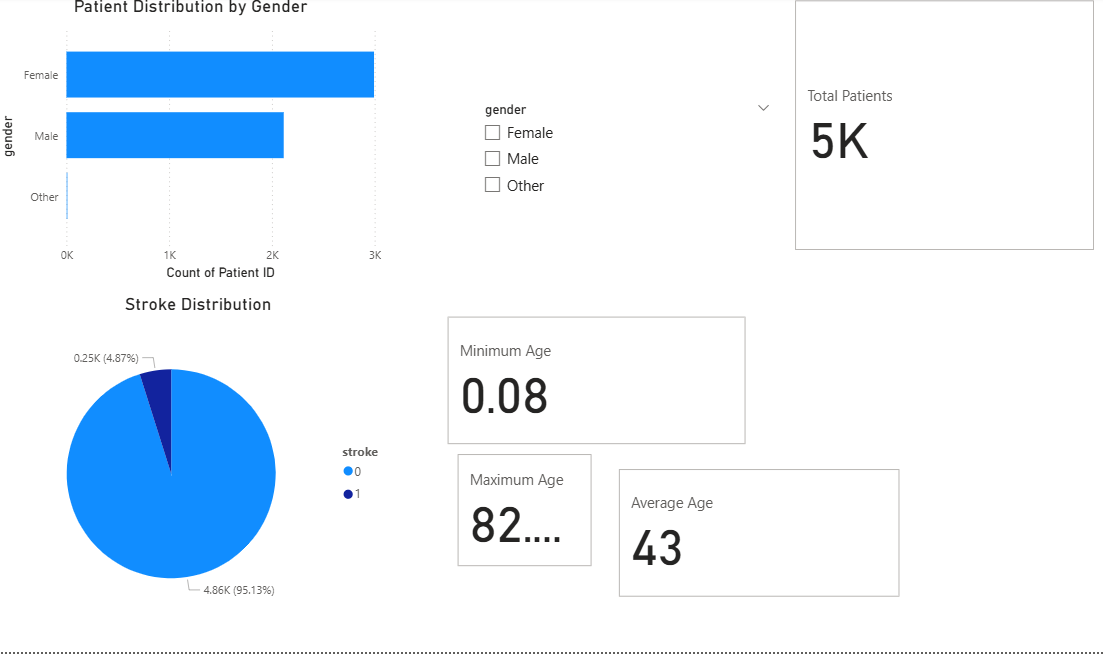 Patient Distribution by Gender
gender
Female
Male
Other
0K 1K 2K 3K
Count of Patient ID
gender
Female
Male
Other
Total Patients
5K
Stroke Distribution
0.25K (4.87%)
4.86K (95.13%)
stroke
0
1
Minimum Age
0.08
Maximum Age
82....
Average Age
43